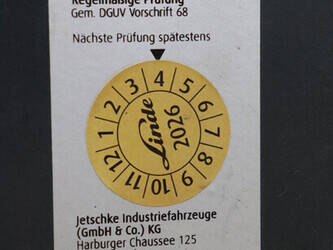 Regelmäßige Prüfung
Gem. DGUV Vorschrift 68
Nächste Prüfung spätestens
1 2 3 4 5 6 7 8 9 10 11 12
Linde
2026
Jetschke Industriefahrzeuge
(GmbH & Co.) KG
Harburger Chaussee 125